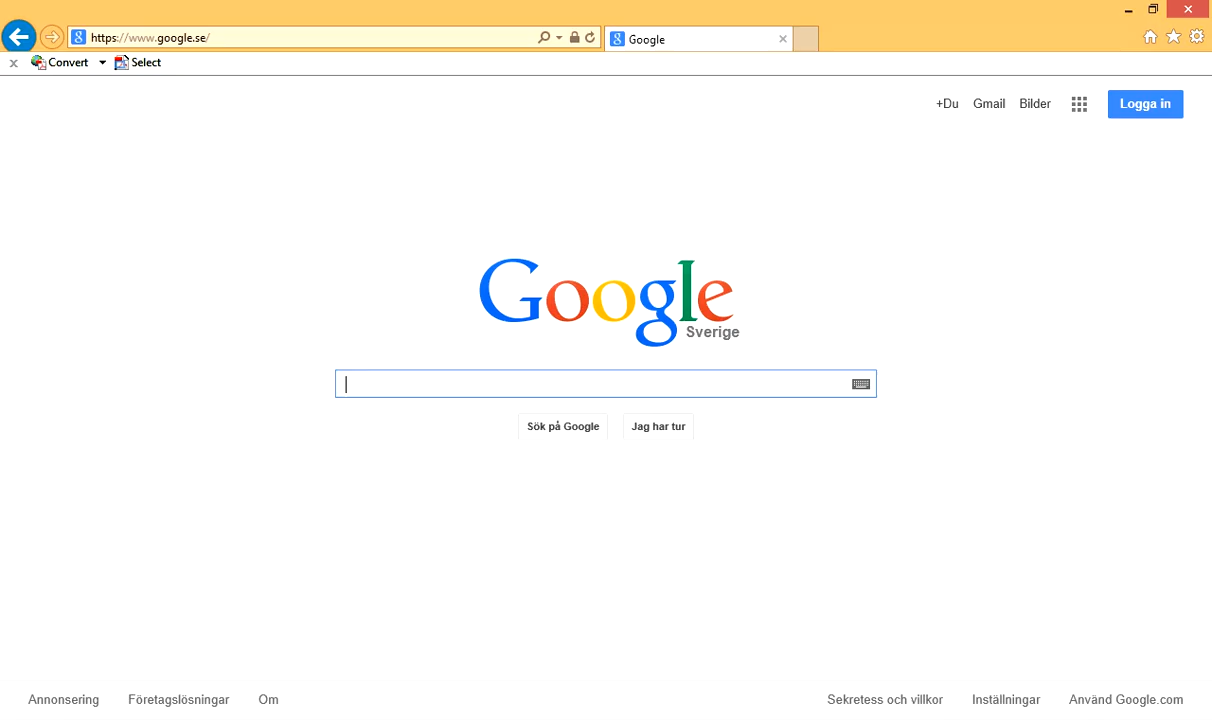 https://www.google.se/
Google
x Convert Select
+Du Gmail Bilder Logga in
Google
Sverige
Sök på Google Jag har tur
Annonsering Företagslösningar Om Sekretess och villkor Inställningar Använd Google.com